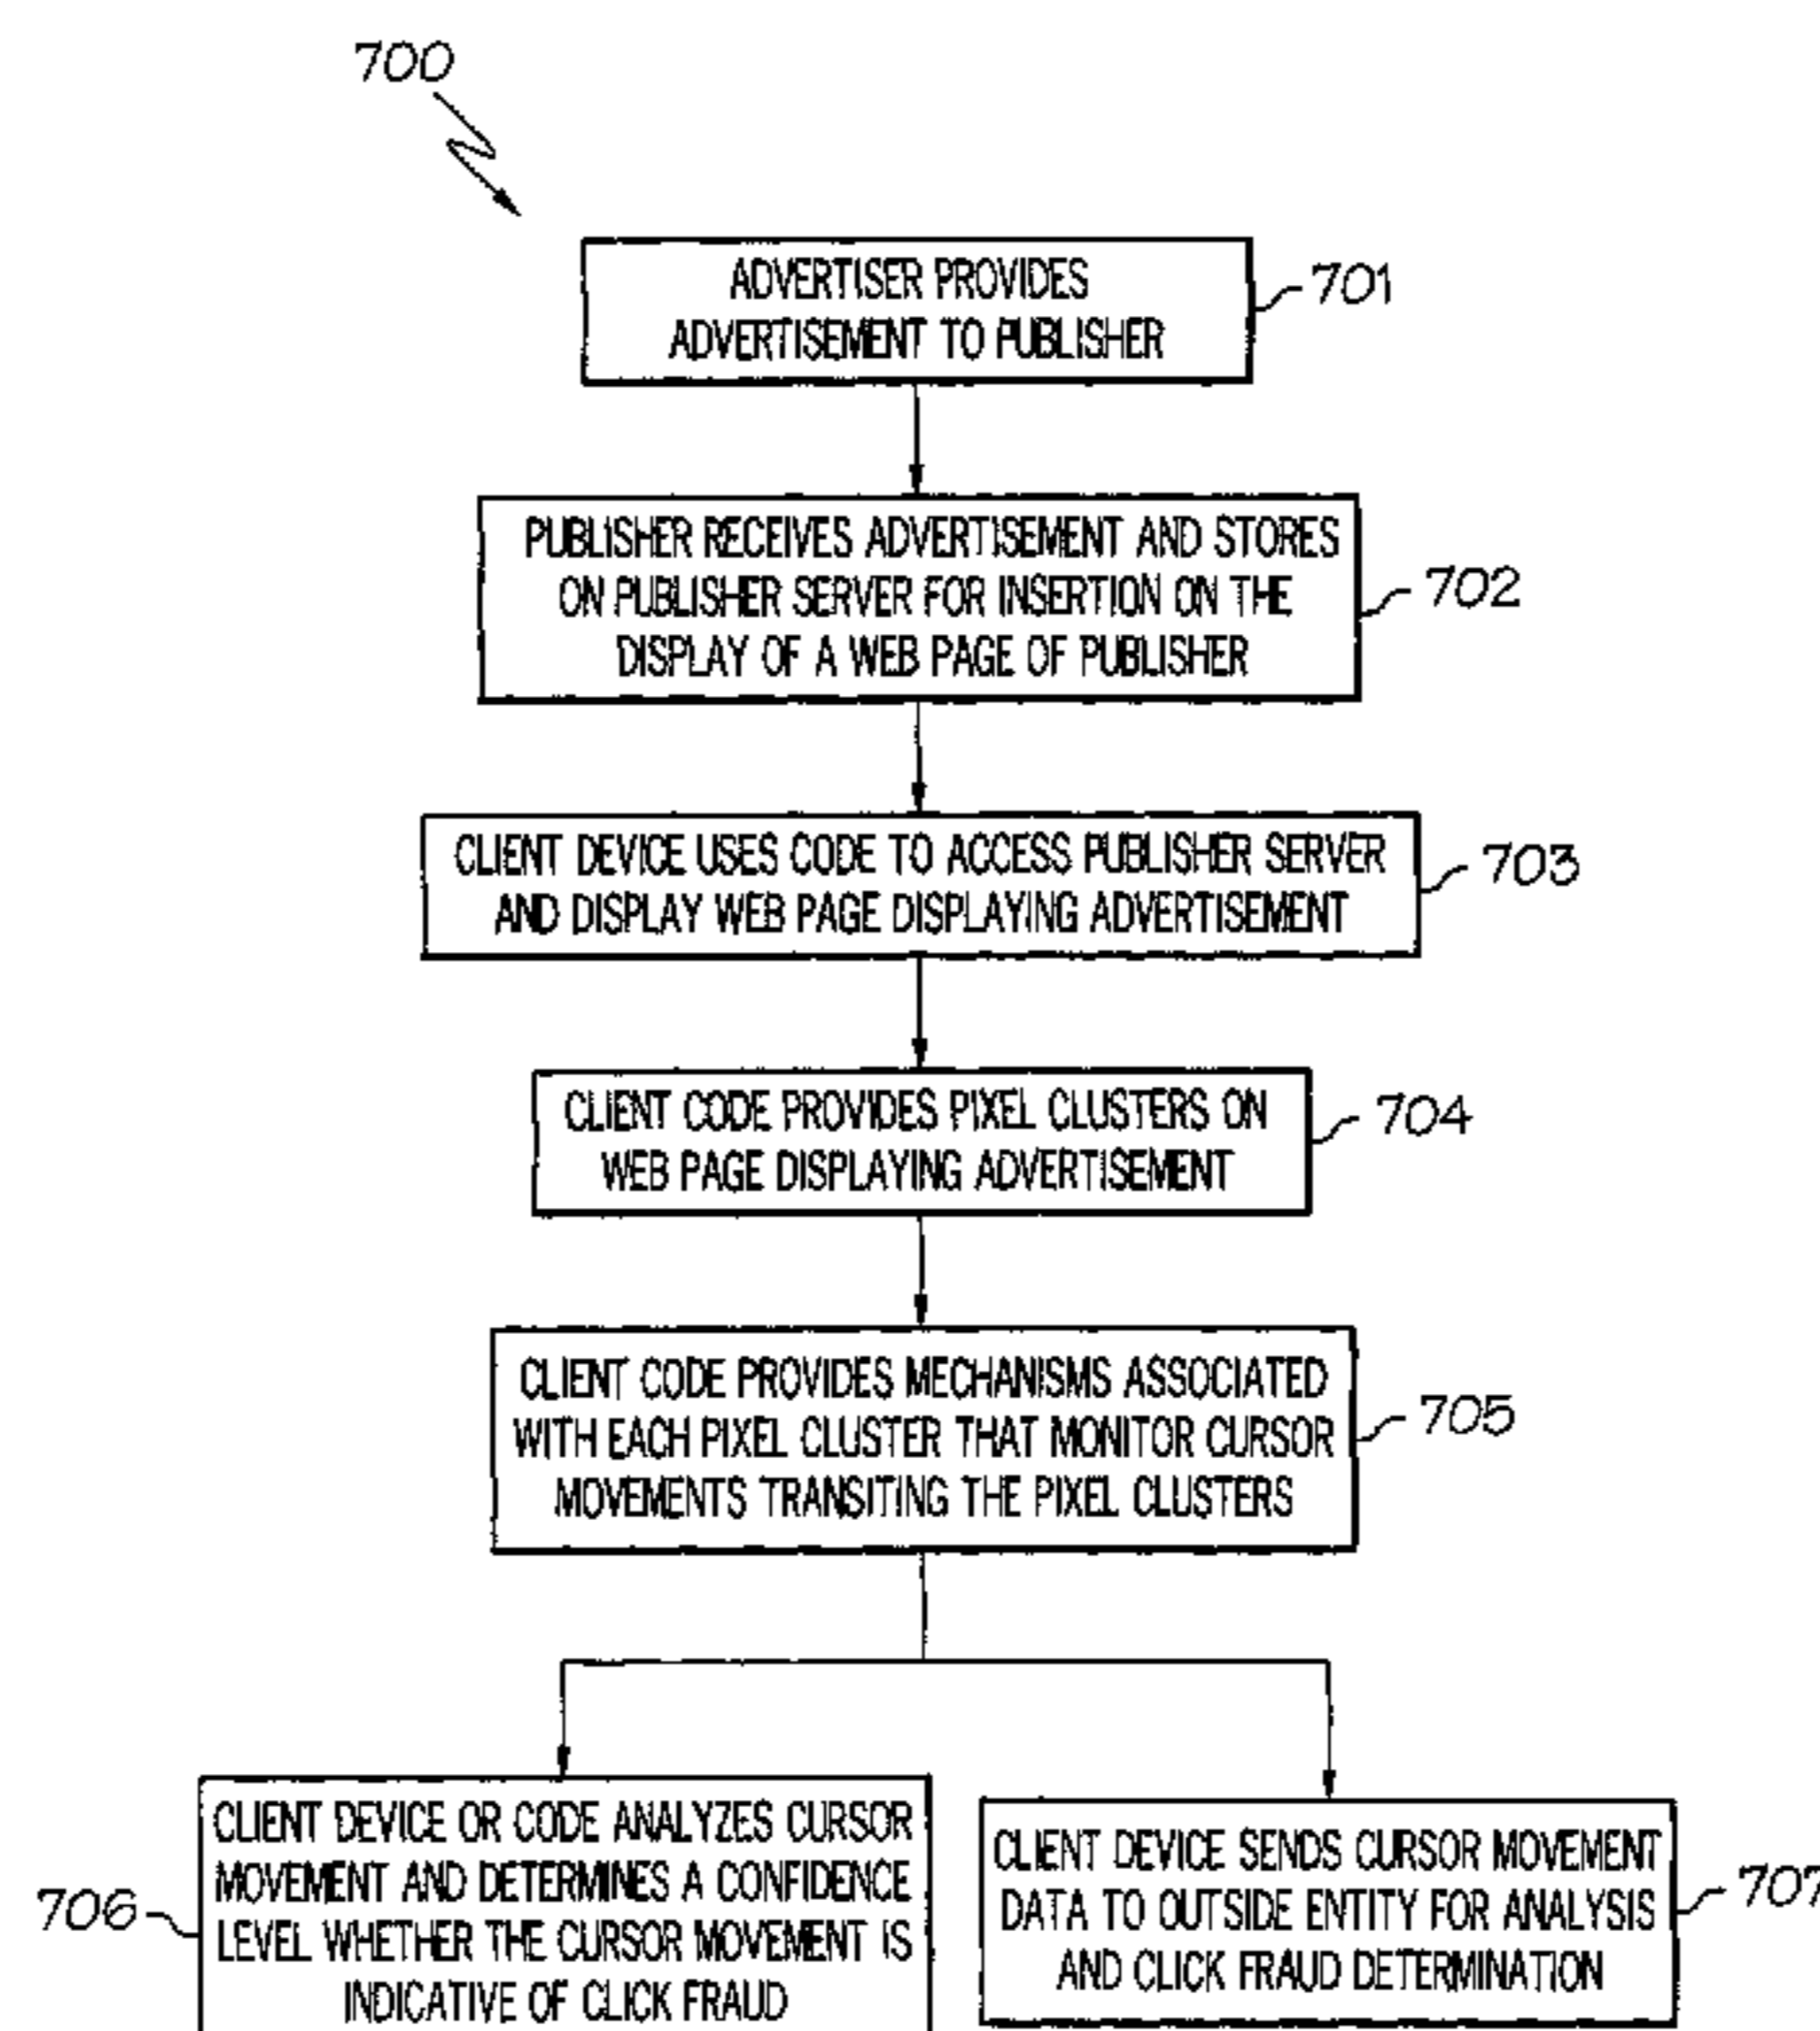 700
ADVERTISER PROVIDES
ADVERTISEMENT TO PUBLISHER
701
PUBLISHER RECEIVES ADVERTISEMENT AND STORES
ON PUBLISHER SERVER FOR INSERTION ON THE
DISPLAY OF A WEB PAGE OF PUBLISHER
702
CLIENT DEVICE USES CODE TO ACCESS PUBLISHER SERVER
AND DISPLAY WEB PAGE DISPLAYING ADVERTISEMENT
703
CLIENT CODE PROVIDES PIXEL CLUSTERS ON
WEB PAGE DISPLAYING ADVERTISEMENT
704
CLIENT CODE PROVIDES MECHANISMS ASSOCIATED
WITH EACH PIXEL CLUSTER THAT MONITOR CURSOR
MOVEMENTS TRANSITING THE PIXEL CLUSTERS
705
706
CLIENT DEVICE OR CODE ANALYZES CURSOR
MOVEMENT AND DETERMINES A CONFIDENCE
LEVEL WHETHER THE CURSOR MOVEMENT IS
INDICATIVE OF CLICK FRAUD
CLIENT DEVICE SENDS CURSOR MOVEMENT
DATA TO OUTSIDE ENTITY FOR ANALYSIS
AND CLICK FRAUD DETERMINATION
707